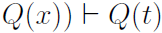 Q(x)) ⊢ Q(t)